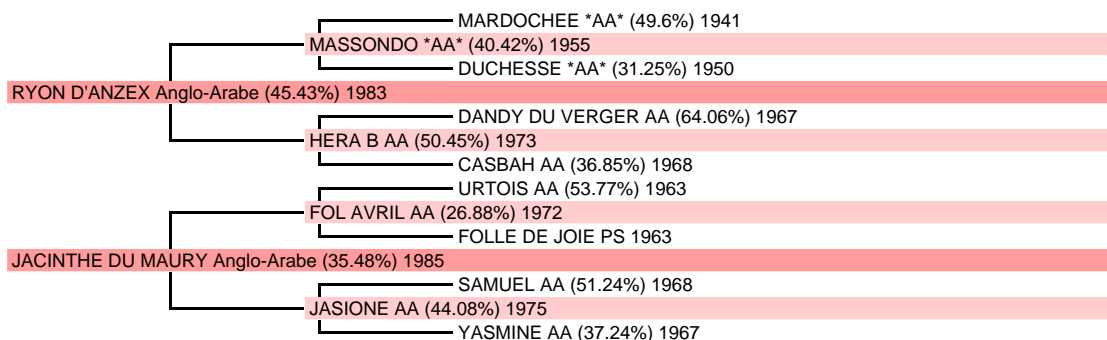 MARDOCHEE *AA* (49.6%) 1941
MASSONDO *AA* (40.42%) 1955
DUCHESSE *AA* (31.25%) 1950
RYON D'ANZEX Anglo-Arabe (45.43%) 1983
DANDY DU VERGER AA (64.06%) 1967
HERA B AA (50.45%) 1973
CASBAH AA (36.85%) 1968
URTOIS AA (53.77%) 1963
FOL AVRIL AA (26.88%) 1972
FOLLE DE JOIE PS 1963
JACINTHE DU MAURY Anglo-Arabe (35.48%) 1985
SAMUEL AA (51.24%) 1968
JASIONE AA (44.08%) 1975
YASMINE AA (37.24%) 1967